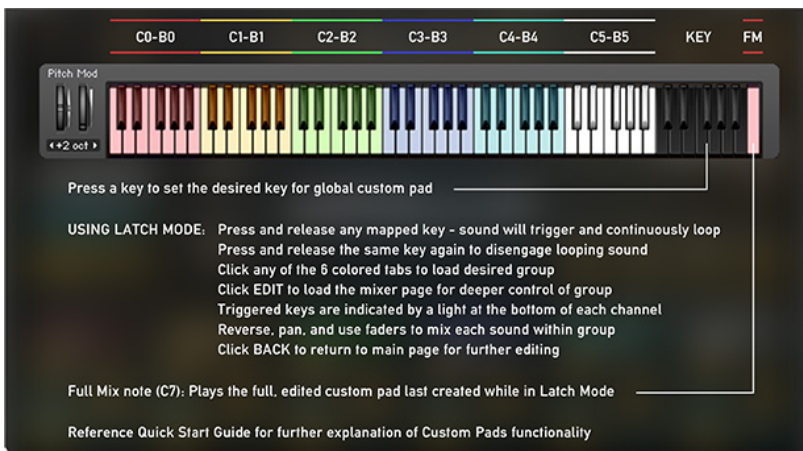 C0-B0 C1-B1 C2-B2 C3-B3 C4-B4 C5-B5 KEY FM
Pitch Mod
+2 oct
Press a key to set the desired key for global custom pad
USING LATCH MODE: Press and release any mapped key - sound will trigger and continuously loop
Press and release the same key again to disengage looping sound
Click any of the 6 colored tabs to load desired group
Click EDIT to load the mixer page for deeper control of group
Triggered keys are indicated by a light at the bottom of each channel
Reverse, pan, and use faders to mix each sound within group
Click BACK to return to main page for further editing
Full Mix note (C7): Plays the full, edited custom pad last created while in Latch Mode
Reference Quick Start Guide for further explanation of Custom Pads functionality